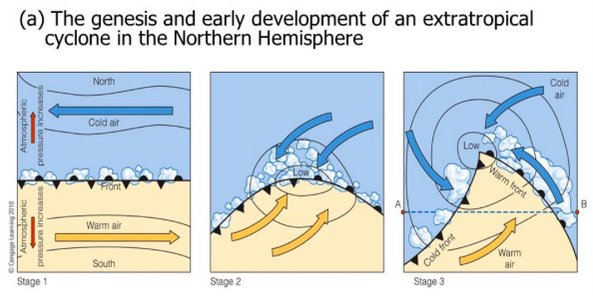 (a) The genesis and early development of an extratropical
cyclone in the Northern Hemisphere
North
Cold air
Atmospheric
pressure increases
Front
Atmospheric
pressure increases
Warm air
South
© Cengage Learning 2010
Stage 1
Low
Stage 2
Cold
air
Low
Warm front
A
B
Cold front
Warm
air
Stage 3